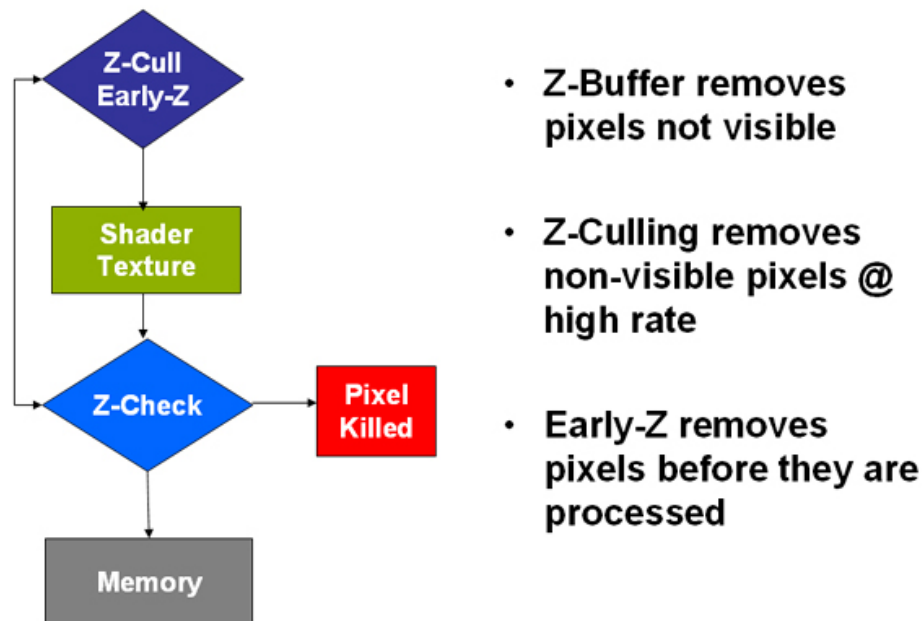 Z-Cull
Early-Z
Shader
Texture
Z-Check
Pixel
Killed
Memory
• Z-Buffer removes
pixels not visible
• Z-Culling removes
non-visible pixels @
high rate
• Early-Z removes
pixels before they are
processed